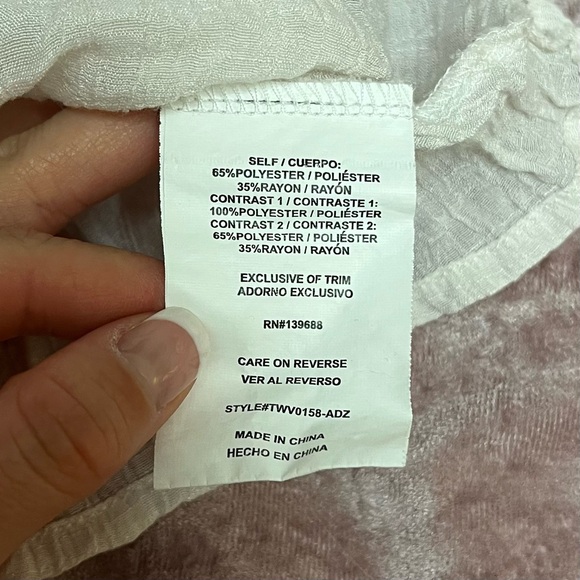 SELF / CUERPO:
65%POLYESTER / POLIÉSTER
35%RAYON / RAYÓN
CONTRAST 1 / CONTRASTE 1:
100%POLYESTER / POLIÉSTER
CONTRAST 2 / CONTRASTE 2:
65%POLYESTER / POLIÉSTER
35%RAYON / RAYÓN
EXCLUSIVE OF TRIM
ADORNO EXCLUSIVO
RN#139688
CARE ON REVERSE
VER AL REVERSO
STYLE#TWV0158-ADZ
MADE IN CHINA
HECHO EN CHINA